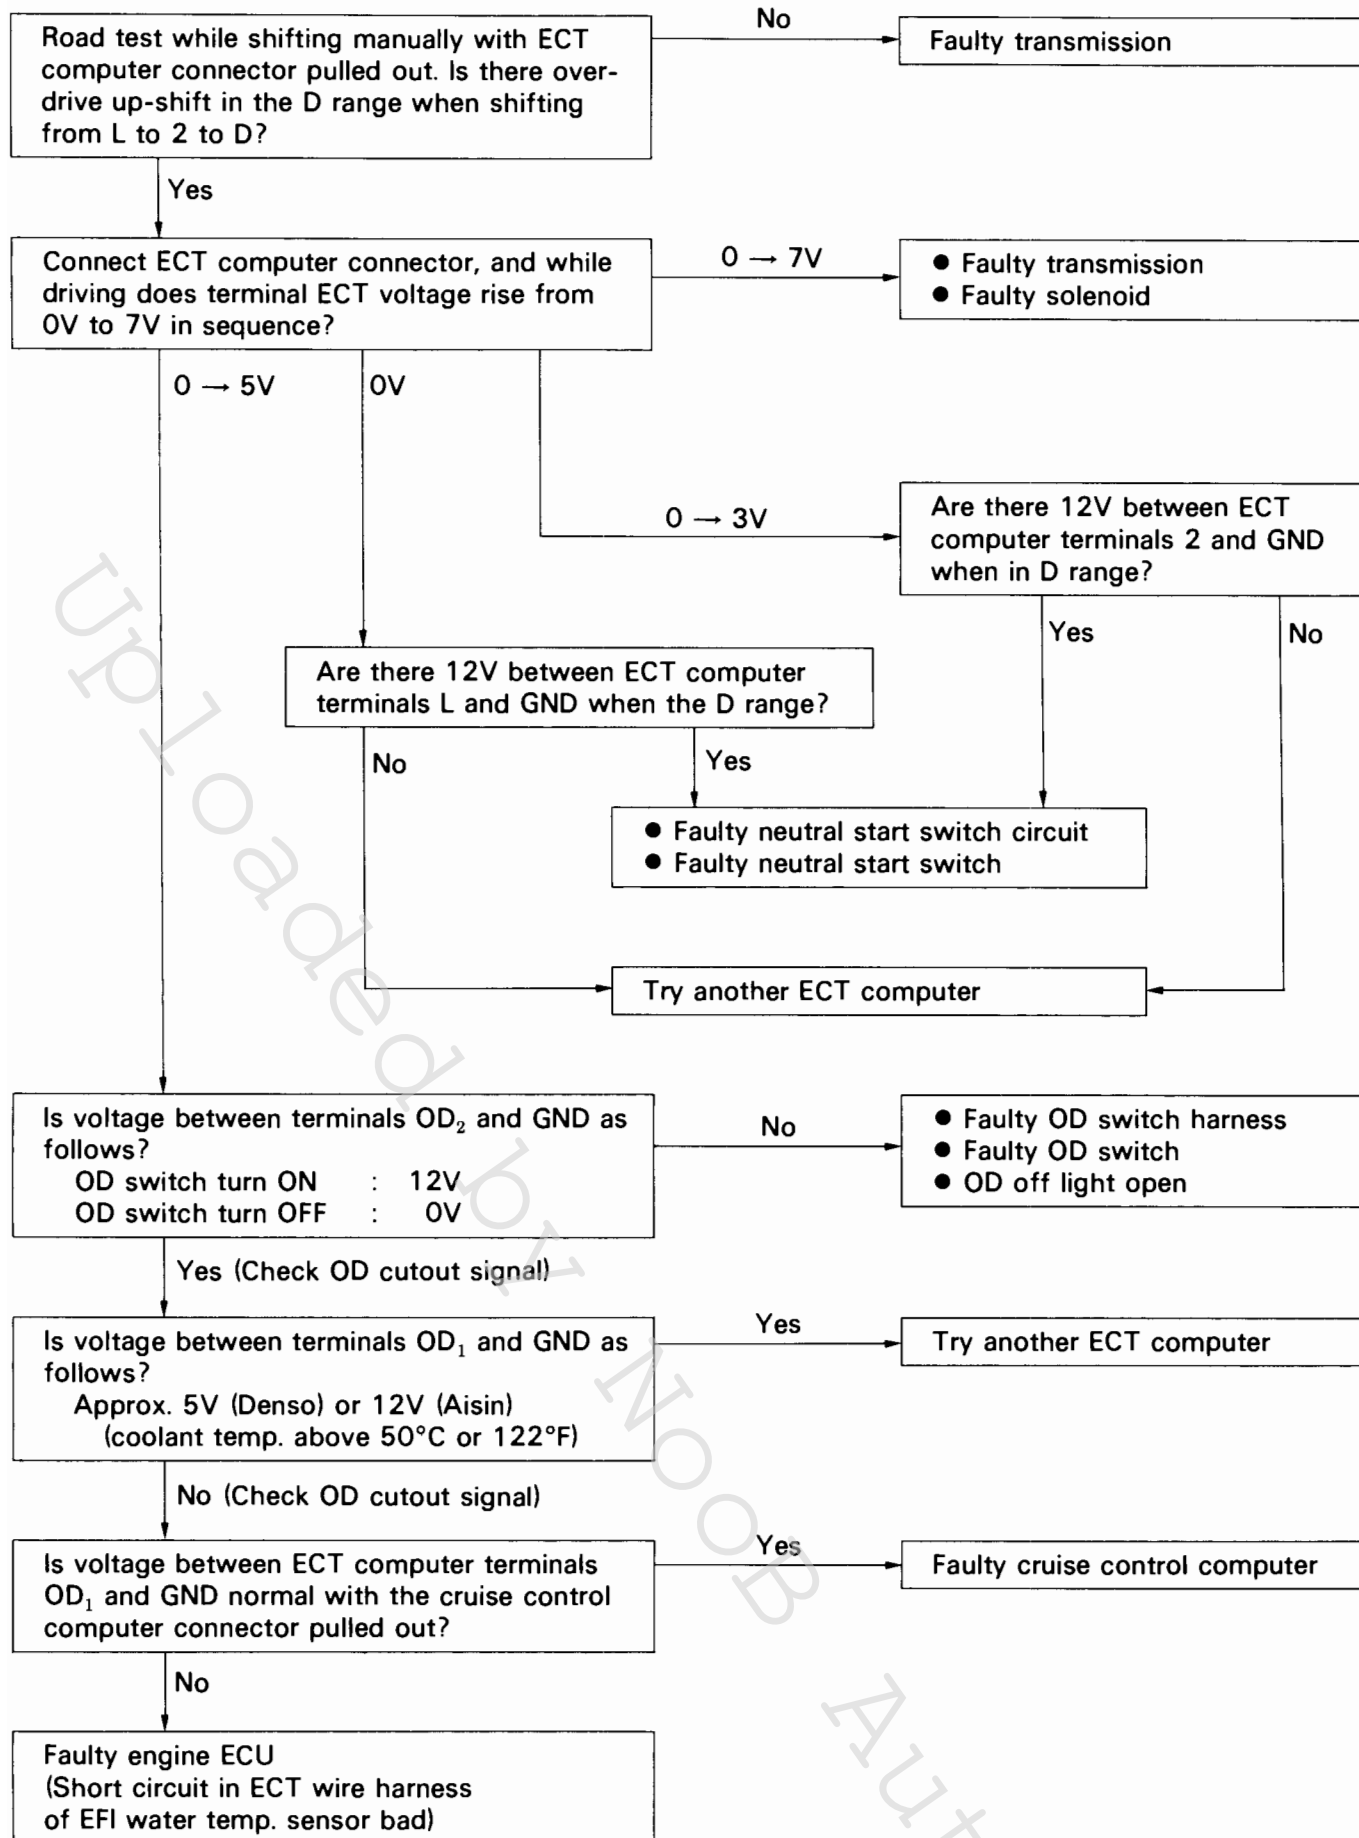 Road test while shifting manually with ECT
computer connector pulled out. Is there over-
drive up-shift in the D range when shifting
from L to 2 to D?
No
Faulty transmission
Yes
Connect ECT computer connector, and while
driving does terminal ECT voltage rise from
0V to 7V in sequence?
0 → 7V
● Faulty transmission
● Faulty solenoid
0 → 5V
0V
0 → 3V
Are there 12V between ECT
computer terminals 2 and GND
when in D range?
Yes
No
Are there 12V between ECT computer
terminals L and GND when the D range?
No
Yes
● Faulty neutral start switch circuit
● Faulty neutral start switch
Try another ECT computer
Is voltage between terminals OD₂ and GND as
follows?
OD switch turn ON : 12V
OD switch turn OFF : 0V
No
● Faulty OD switch harness
● Faulty OD switch
● OD off light open
Yes (Check OD cutout signal)
Is voltage between terminals OD₁ and GND as
follows?
Approx. 5V (Denso) or 12V (Aisin)
(coolant temp. above 50°C or 122°F)
Yes
Try another ECT computer
No (Check OD cutout signal)
Is voltage between ECT computer terminals
OD₁ and GND normal with the cruise control
computer connector pulled out?
Yes
Faulty cruise control computer
No
Faulty engine ECU
(Short circuit in ECT wire harness
of EFI water temp. sensor bad)
Uploaded by NooB Aut